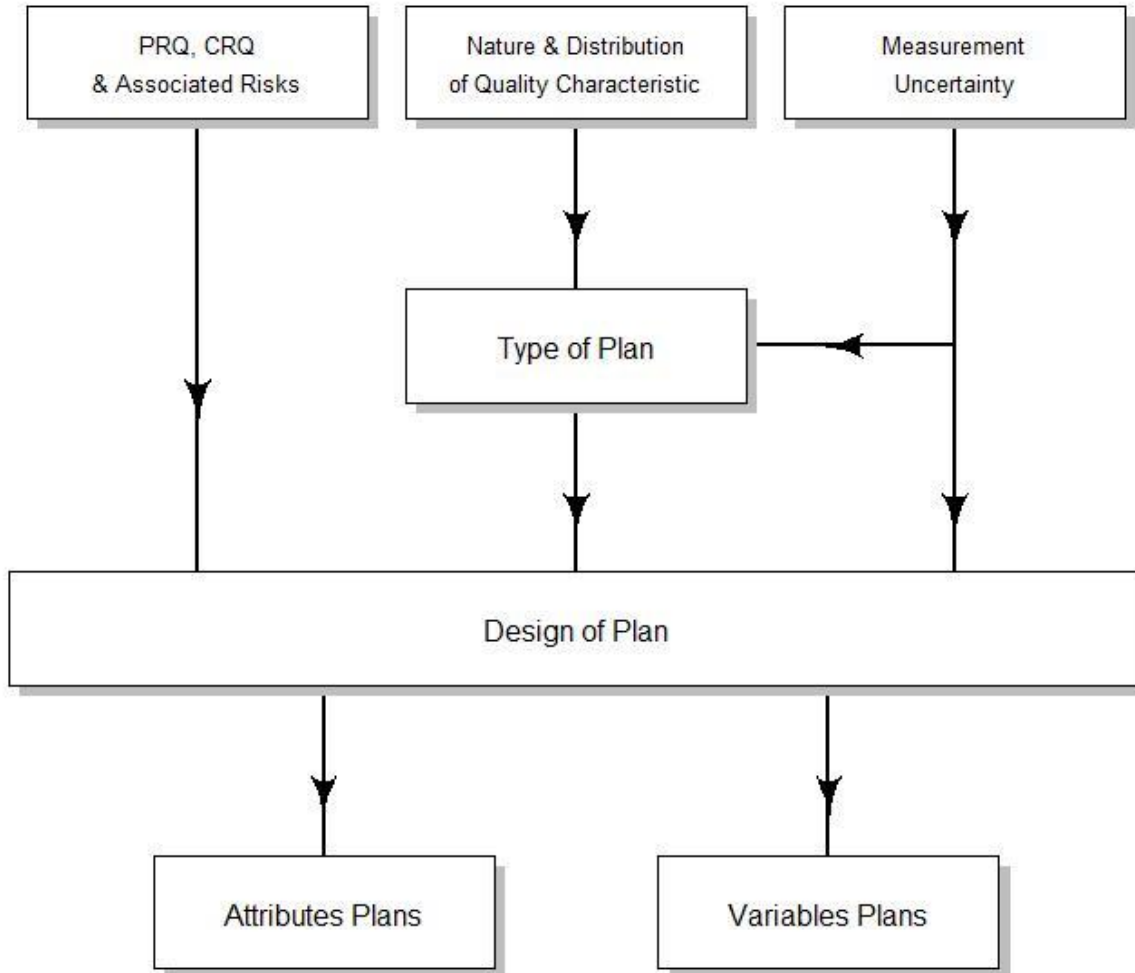 PRQ, CRQ
& Associated Risks
Nature & Distribution
of Quality Characteristic
Measurement
Uncertainty
Type of Plan
Design of Plan
Attributes Plans
Variables Plans